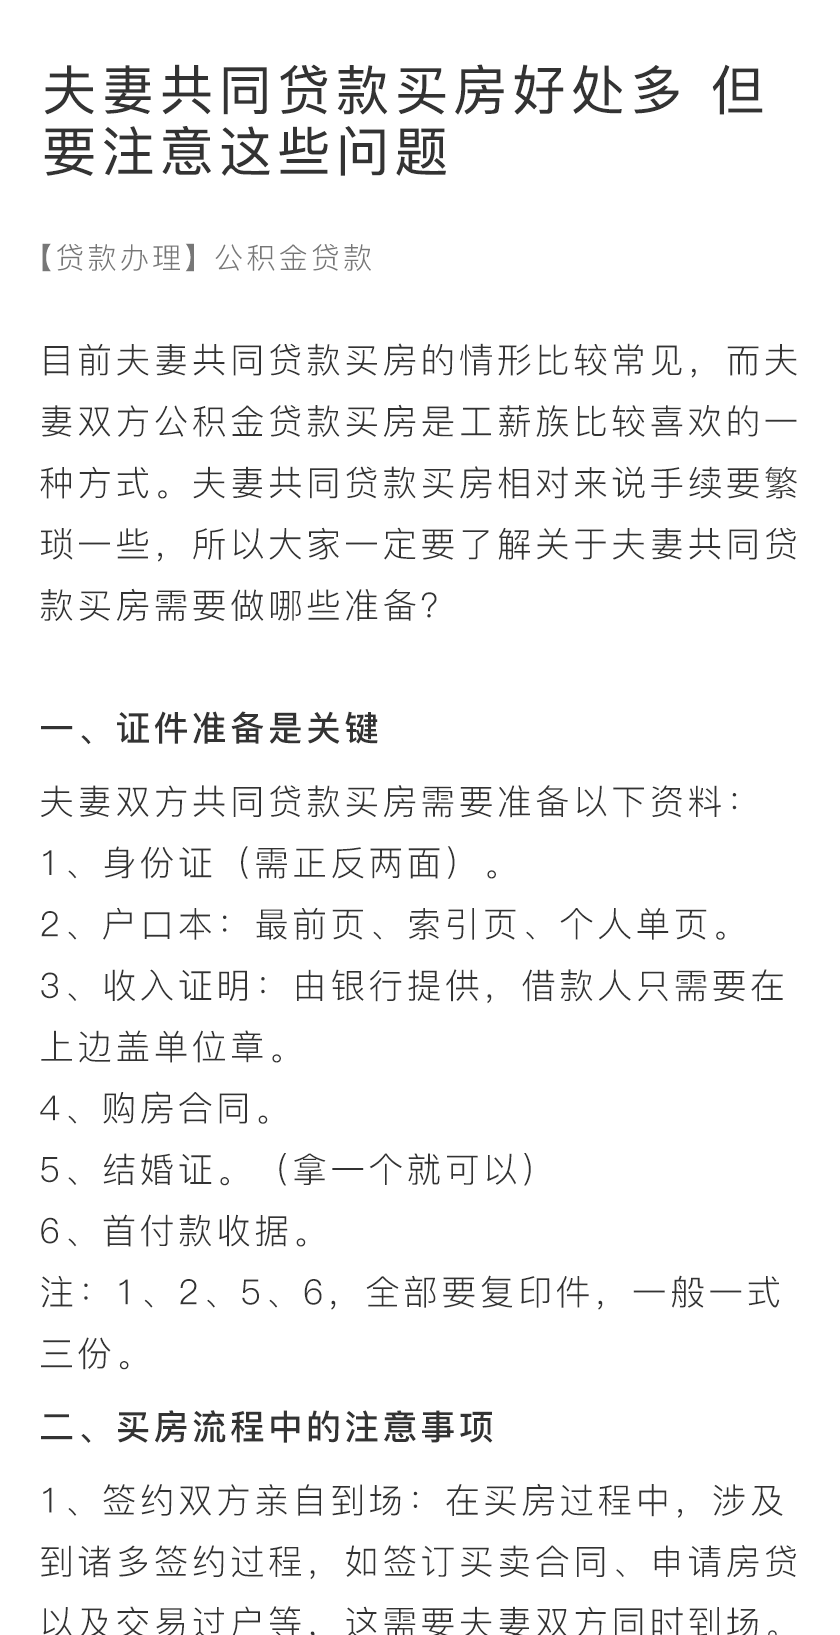 夫妻共同贷款买房好处多 但
要注意这些问题
【贷款办理】公积金贷款
目前夫妻共同贷款买房的情形比较常见，而夫
妻双方公积金贷款买房是工薪族比较喜欢的一
种方式。夫妻共同贷款买房相对来说手续要繁
琐一些，所以大家一定要了解关于夫妻共同贷
款买房需要做哪些准备？
一、证件准备是关键
夫妻双方共同贷款买房需要准备以下资料：
1、身份证（需正反两面）。
2、户口本：最前页、索引页、个人单页。
3、收入证明：由银行提供，借款人只需要在
上边盖单位章。
4、购房合同。
5、结婚证。（拿一个就可以）
6、首付款收据。
注：1、2、5、6，全部要复印件，一般一式
三份。
二、买房流程中的注意事项
1、签约双方亲自到场：在买房过程中，涉及
到诸多签约过程，如签订买卖合同、申请房贷
以及交易过户等，这需要夫妻双方同时到场。